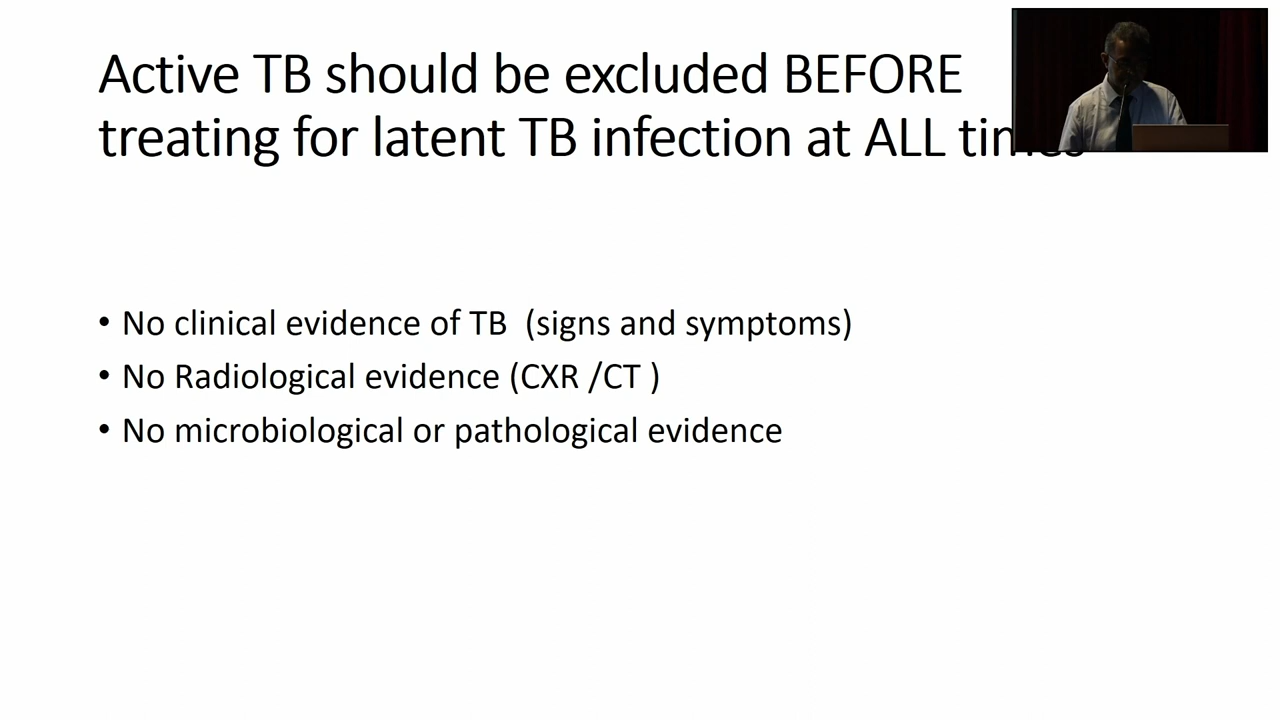 Active TB should be excluded BEFORE
treating for latent TB infection at ALL times
• No clinical evidence of TB (signs and symptoms)
• No Radiological evidence (CXR /CT )
• No microbiological or pathological evidence